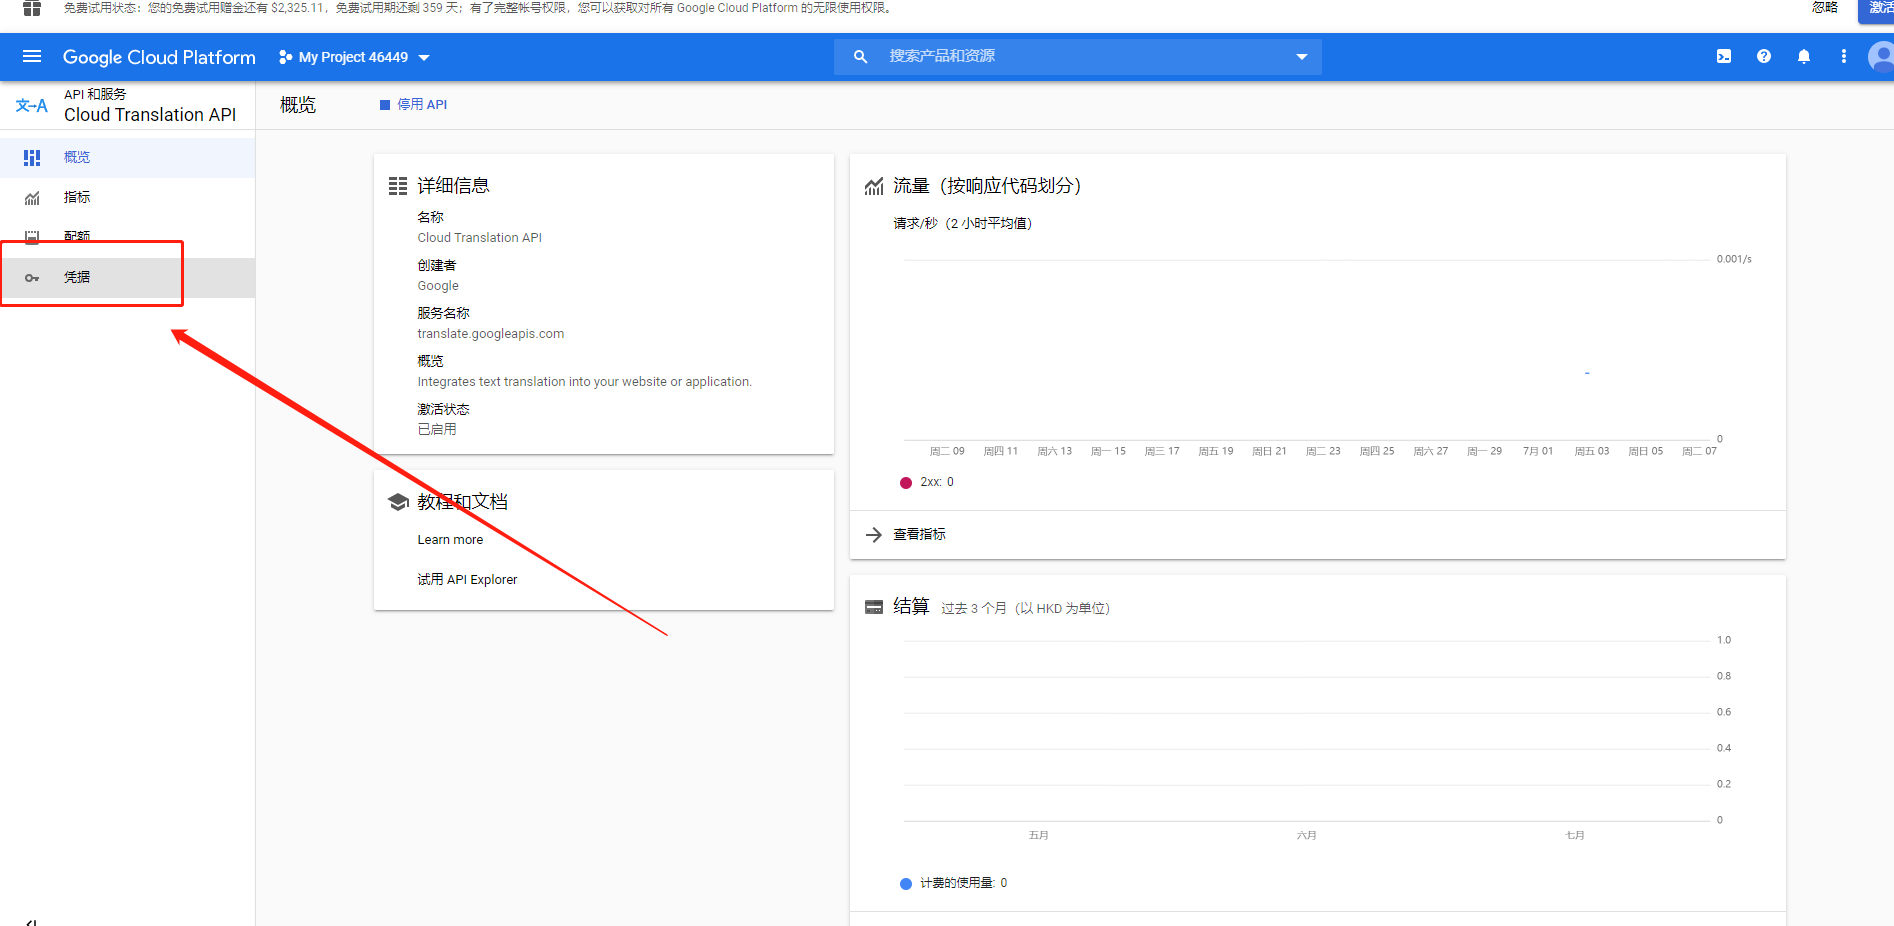 免费试用状态：您的免费试用赠金还有 $2,325.11，免费试用期还剩 359 天；有了完整帐号权限，您可以获取对所有 Google Cloud Platform 的无限使用权限。
忽略
激活
Google Cloud Platform
My Project 46449
搜索产品和资源
文→A
API 和服务
Cloud Translation API
概览
停用 API
概览
指标
配额
凭据
详细信息
名称
Cloud Translation API
创建者
Google
服务名称
translate.googleapis.com
概览
Integrates text translation into your website or application.
激活状态
已启用
教程和文档
Learn more
试用 API Explorer
流量（按响应代码划分）
请求/秒（2 小时平均值）
0.001/s
0
周二 09 周四 11 周六 13 周一 15 周三 17 周五 19 周日 21 周二 23 周四 25 周六 27 周一 29 7月 01 周五 03 周日 05 周二 07
2xx: 0
查看指标
结算 过去 3 个月（以 HKD 为单位）
1.0
0.8
0.6
0.4
0.2
0
五月 六月 七月
计费的使用量: 0